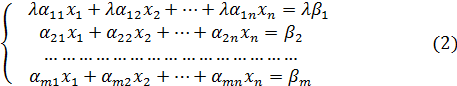 λα₁₁x₁ + λα₁₂x₂ + ⋯ + λα₁ₙxₙ = λβ₁
α₂₁x₁ + α₂₂x₂ + ⋯ + α₂ₙxₙ = β₂ (2)
… … … … … … … … … … … … … …
αₘ₁x₁ + αₘ₂x₂ + ⋯ + αₘₙxₙ = βₘ